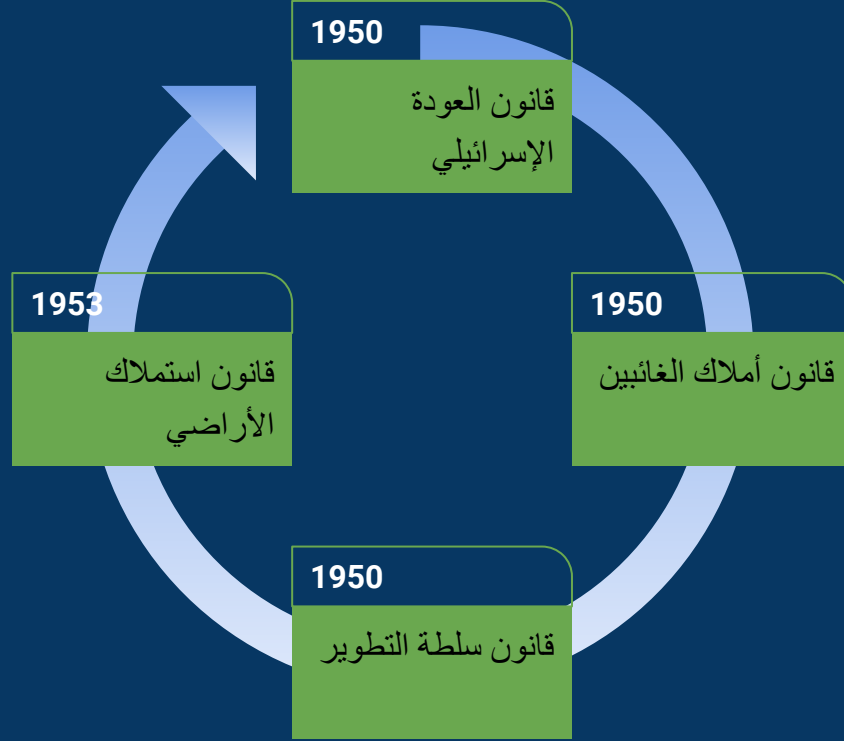 1950
قانون العودة
الإسرائيلي
1950
قانون أملاك الغائبين
1950
قانون سلطة التطوير
1953
قانون استملاك
الأراضي